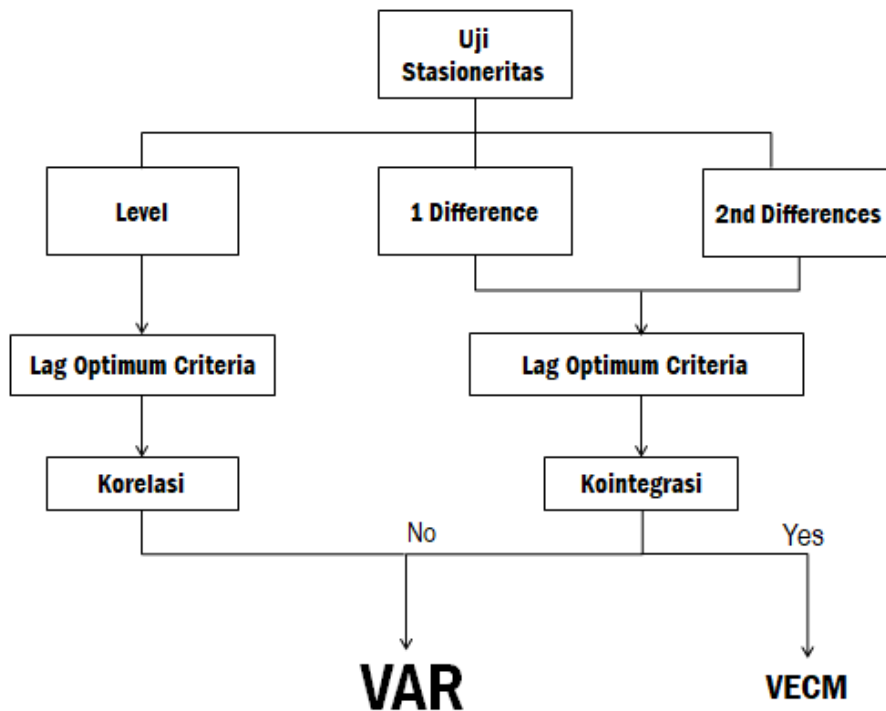 Uji
Stasioneritas
Level
1 Difference
2nd Differences
Lag Optimum Criteria
Lag Optimum Criteria
Korelasi
Kointegrasi
No
Yes
VAR
VECM